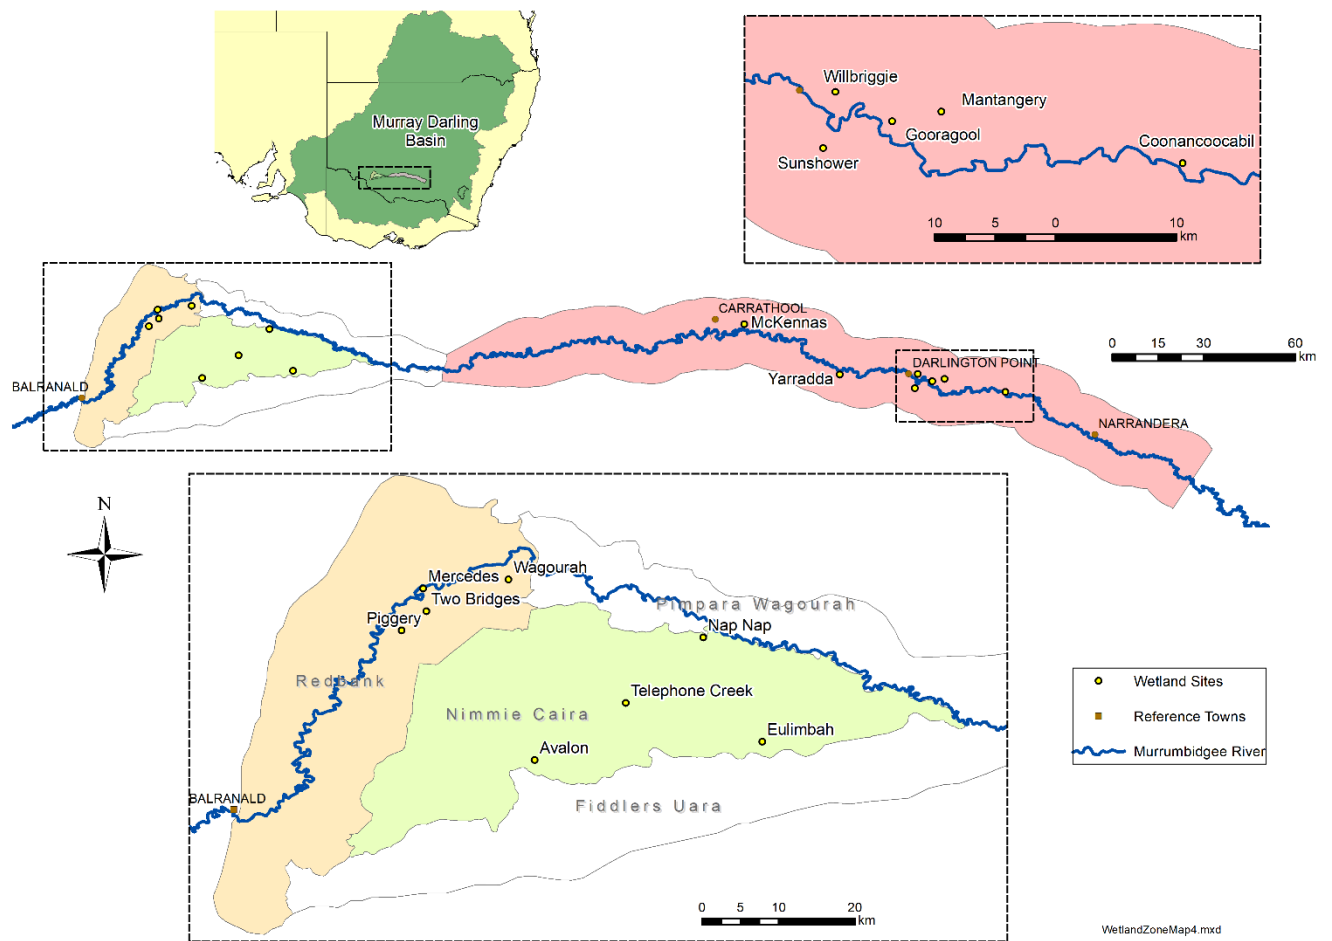 Murray Darling
Basin
Willbriggie
Mantangery
Gooragool
Sunshower
Coonancoocabil
10 5 0 10
km
CARRATHOOL
McKennas
Yarradda
DARLINGTON POINT
0 15 30 60
km
BALRANALD
NARRANDERA
N
Mercedes
Wagourah
Two Bridges
Piggery
Pimpara Wagourah
Nap Nap
Redbank
Telephone Creek
Nimmie Caira
Eulimbah
Avalon
BALRANALD
Fiddlers Uara
0 5 10 20
km
Wetland Sites
Reference Towns
Murrumbidgee River
WetlandZoneMap4.mxd